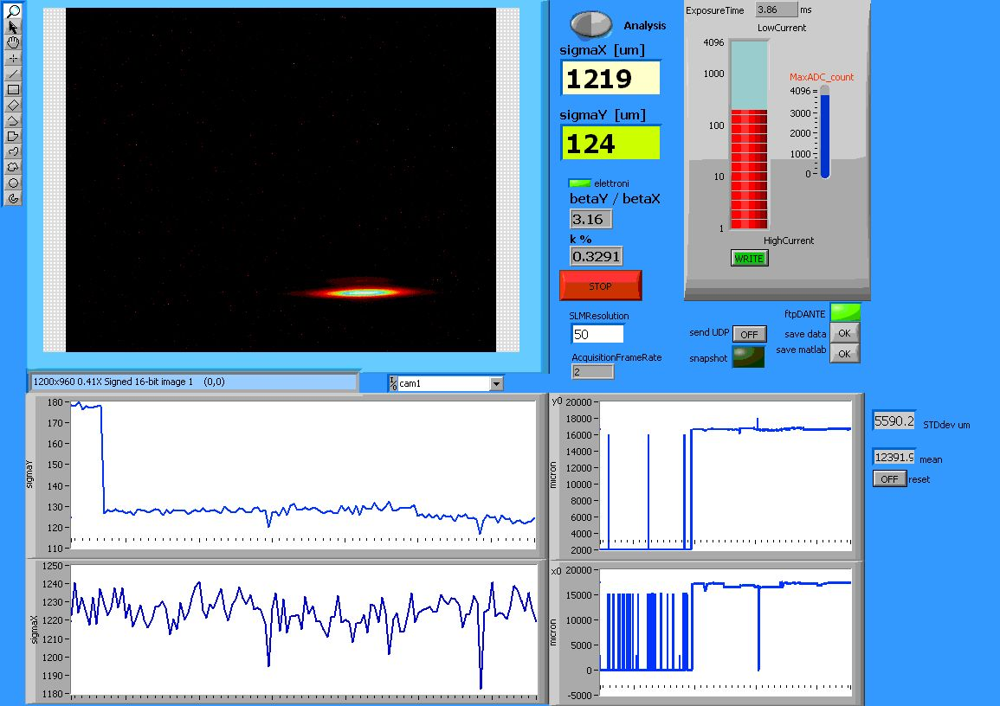 Analysis
sigmaX [um]
1219
sigmaY [um]
124
elettroni
betaY / betaX
3.16
k %
0.3291
STOP
SLMResolution
50
AcquisitionFrameRate
2
ExposureTime 3.86 ms
LowCurrent
4096
1000
100
10
1
MaxADC_count
4096
3000
2000
1000
0
HighCurrent
WRITE
ftpDANTE
send UDP OFF
save data OK
snapshot
save matlab OK
1200x960 0.41X Signed 16-bit image 1 (0,0)
I/O cam1
sigmaY
180
170
160
150
140
130
120
110
y0
micron
20000
18000
16000
14000
12000
10000
8000
6000
4000
2000
5590.2 STDdev um
12391.9 mean
OFF reset
sigmaX
1250
1240
1230
1220
1210
1200
1190
1180
x0
micron
20000
15000
10000
5000
0
-5000